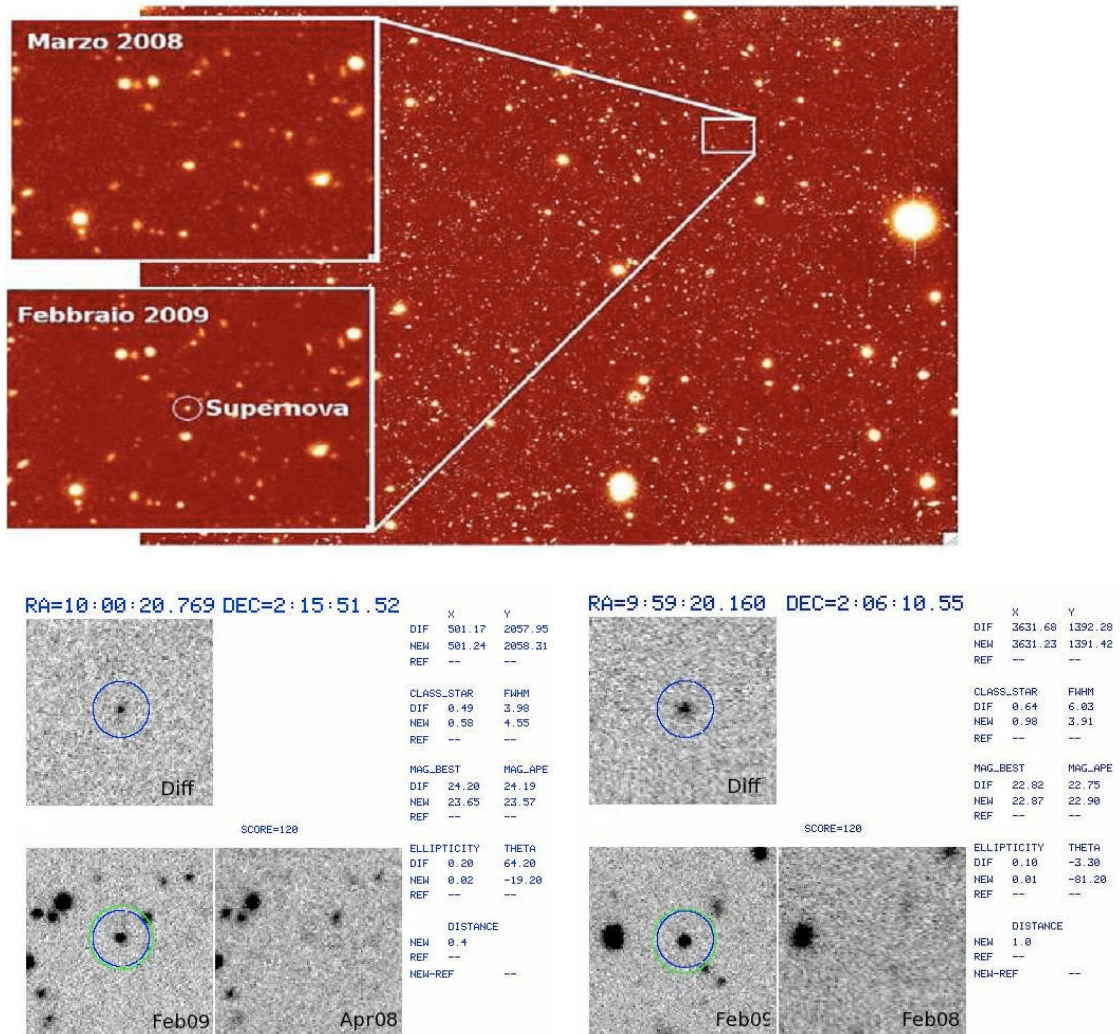 Marzo 2008
Febbraio 2009
Supernova
RA=10:00:20.769 DEC=2:15:51.52
X Y
DIF 501.17 2057.95
NEW 501.24 2058.31
REF -- --
CLASS_STAR FWHM
DIF 0.49 3.98
NEW 0.58 4.55
REF -- --
Diff
MAG_BEST MAG_APE
DIF 24.20 24.19
NEW 23.65 23.57
REF -- --
SCORE=120
ELLIPTICITY THETA
DIF 0.20 64.20
NEW 0.02 -19.20
REF -- --
DISTANCE
NEW 0.4
REF --
NEW-REF --
Feb09 Apr08
RA=9:59:20.160 DEC=2:06:10.55
X Y
DIF 3631.68 1392.28
NEW 3631.23 1391.42
REF -- --
CLASS_STAR FWHM
DIF 0.64 6.03
NEW 0.98 3.91
REF -- --
Diff
MAG_BEST MAG_APE
DIF 22.82 22.75
NEW 22.87 22.90
REF -- --
SCORE=120
ELLIPTICITY THETA
DIF 0.10 -3.30
NEW 0.01 -81.20
REF -- --
DISTANCE
NEW 1.0
REF --
NEW-REF --
Feb09 Feb08